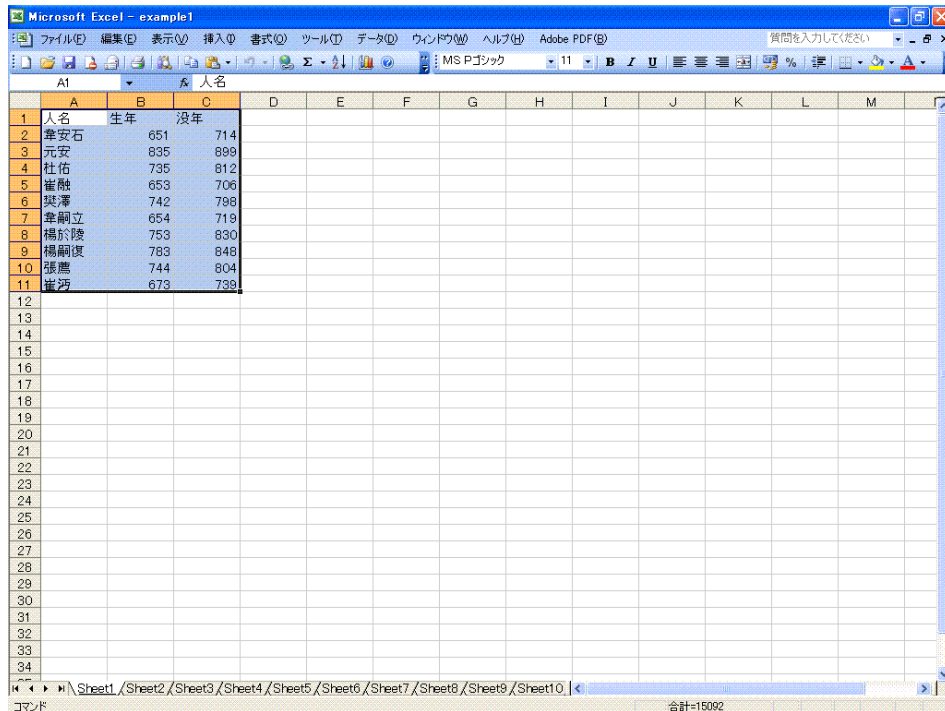 Microsoft Excel - example1
ファイル(F) 編集(E) 表示(V) 挿入(I) 書式(O) ツール(T) データ(D) ウィンドウ(W) ヘルプ(H) Adobe PDF(B) 質問を入力してください
MS Pゴシック 11 B I U % A
A1 fx 人名
A B C D E F G H I J K L M
1 人名 生年 没年
2 韋安石 651 714
3 元安 835 899
4 杜佑 735 812
5 崔融 653 706
6 樊澤 742 798
7 韋嗣立 654 719
8 楊於陵 753 830
9 楊嗣復 783 848
10 張薦 744 804
11 崔沔 673 739
12
13
14
15
16
17
18
19
20
21
22
23
24
25
26
27
28
29
30
31
32
33
34
Sheet1 Sheet2 Sheet3 Sheet4 Sheet5 Sheet6 Sheet7 Sheet8 Sheet9 Sheet10
コマンド 合計=15092